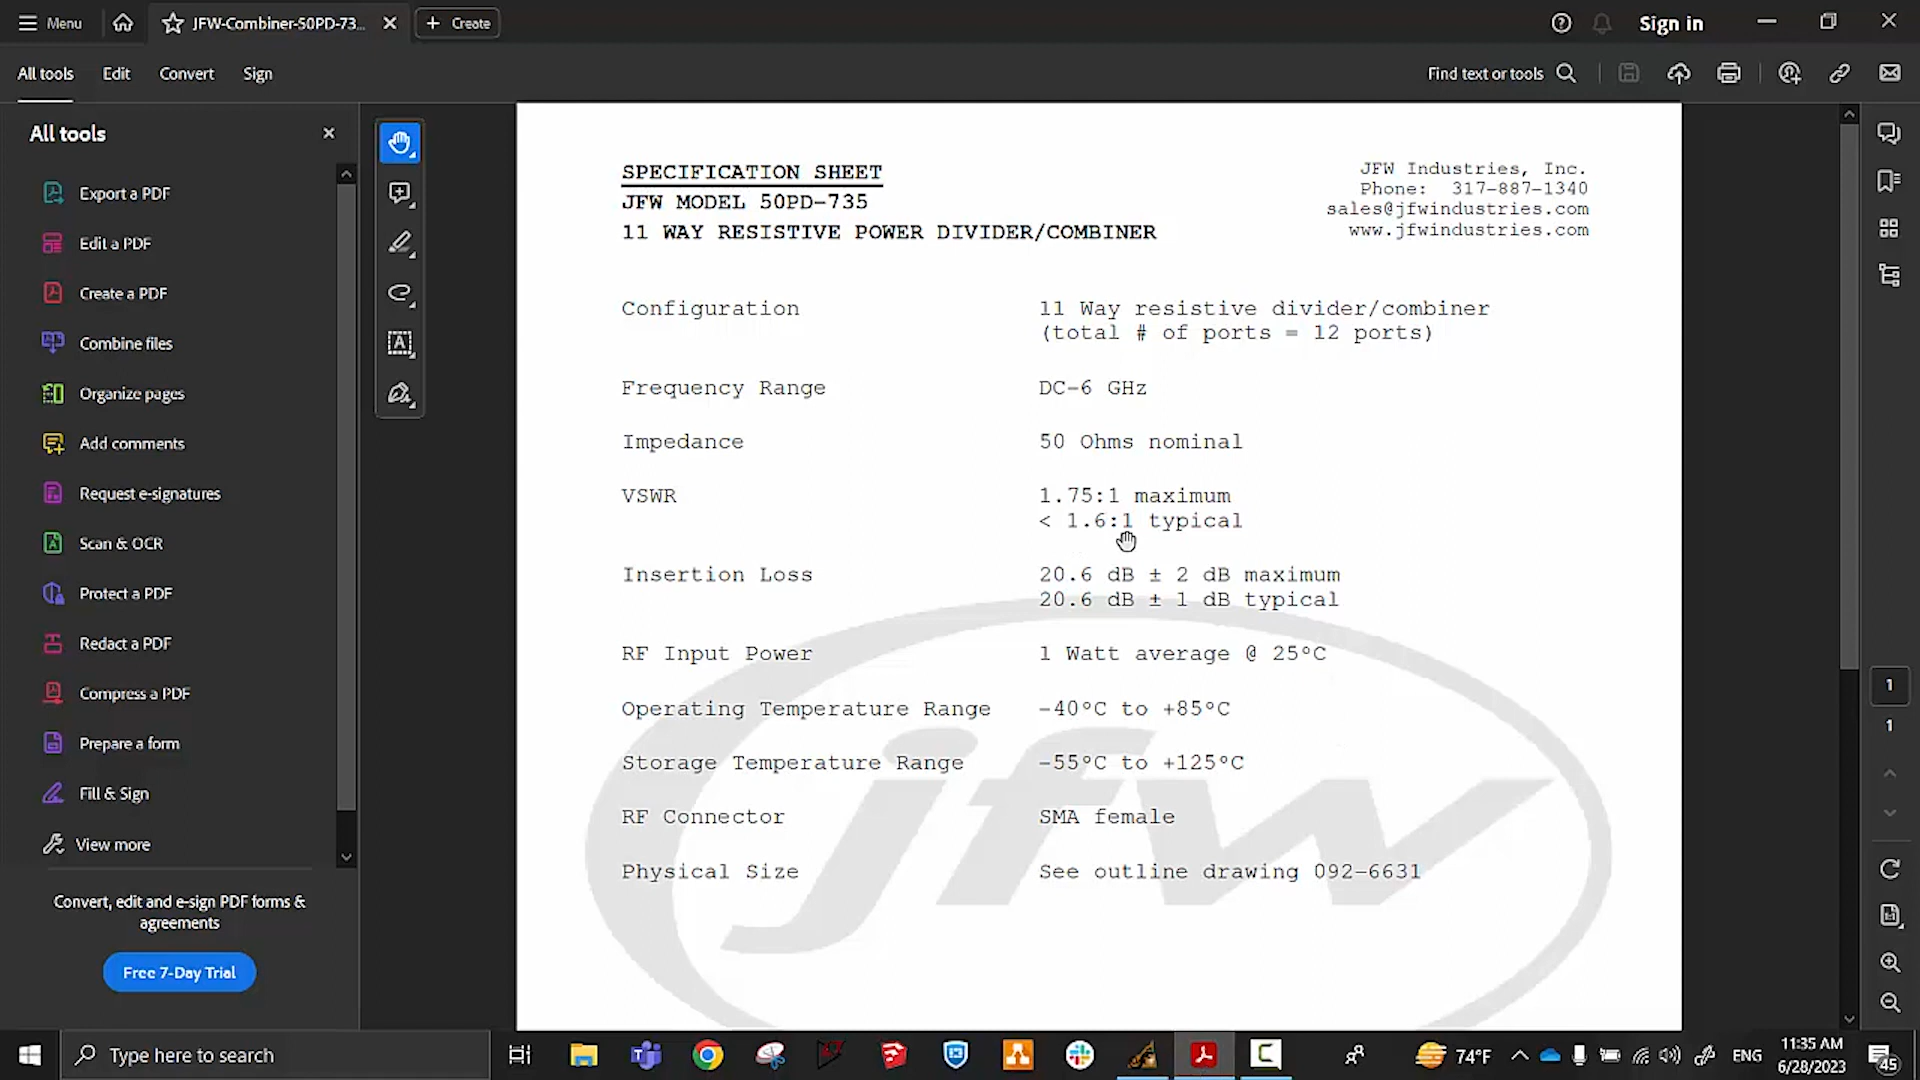 Menu
JFW-Combiner-50PD-73...
Create
Sign in
All tools
Edit
Convert
Sign
Find text or tools
All tools
Export a PDF
Edit a PDF
Create a PDF
Combine files
Organize pages
Add comments
Request e-signatures
Scan & OCR
Protect a PDF
Redact a PDF
Compress a PDF
Prepare a form
Fill & Sign
View more
Convert, edit and e-sign PDF forms &
agreements
Free 7-Day Trial
SPECIFICATION SHEET
JFW MODEL 50PD-735
11 WAY RESISTIVE POWER DIVIDER/COMBINER
JFW Industries, Inc.
Phone: 317-887-1340
sales@jfwindustries.com
www.jfwindustries.com
Configuration 11 Way resistive divider/combiner
(total # of ports = 12 ports)
Frequency Range DC-6 GHz
Impedance 50 Ohms nominal
VSWR 1.75:1 maximum
< 1.6:1 typical
Insertion Loss 20.6 dB ± 2 dB maximum
20.6 dB ± 1 dB typical
RF Input Power 1 Watt average @ 25ºC
Operating Temperature Range -40ºC to +85ºC
Storage Temperature Range -55ºC to +125ºC
RF Connector SMA female
Physical Size See outline drawing 092-6631
jfw
1
1
Type here to search
74°F
ENG
11:35 AM
6/28/2023
45